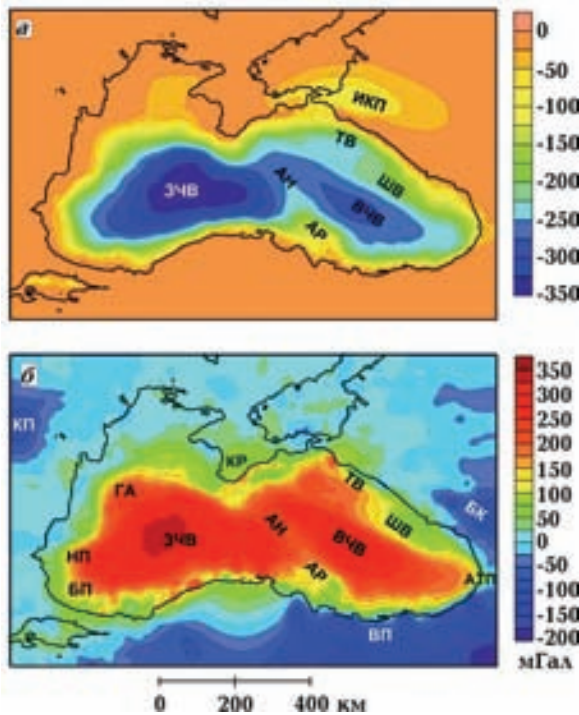 а
0
-50
-100
-150
-200
-250
-300
-350
ИКП
ТВ
ШВ
АН
ЗЧВ
ВЧВ
АР
б
350
300
250
200
150
100
50
0
-50
-100
-150
-200
мГал
КП
КР
ГА
ТВ
ШВ
БК
АН
ЗЧВ
ВЧВ
НП
БП
АР
АТП
ВП
0 200 400 км